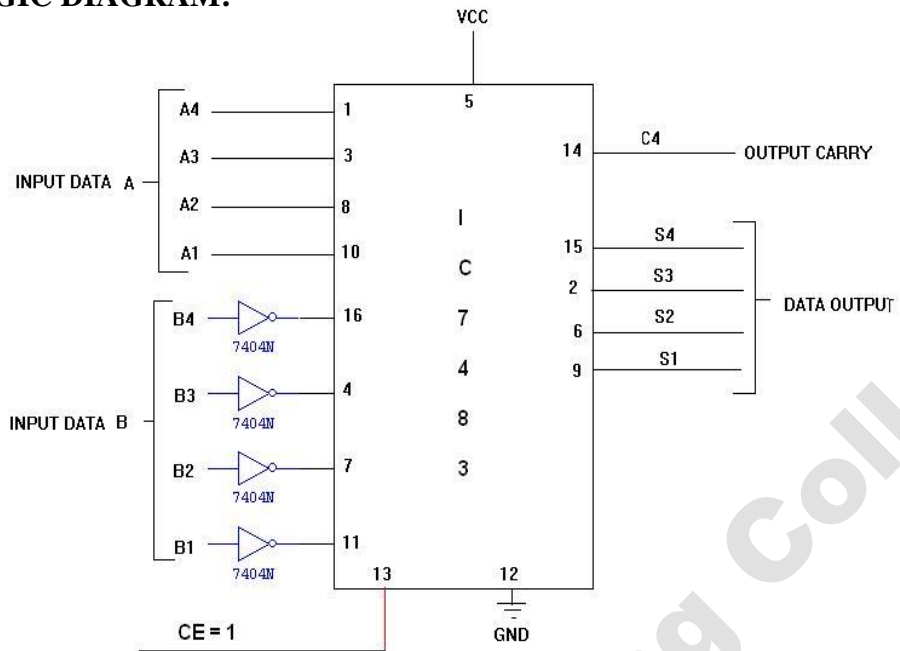 GIC DIAGRAM:
VCC
5
A4 1
A3 3
INPUT DATA A
A2 8
A1 10
14 C4 OUTPUT CARRY
15 S4
2 S3
DATA OUTPUT
6 S2
9 S1
I
C
7
4
8
3
B4 16
7404N
B3 4
7404N
INPUT DATA B
B2 7
7404N
B1 11
7404N
13 12
CE = 1
GND
g Coll